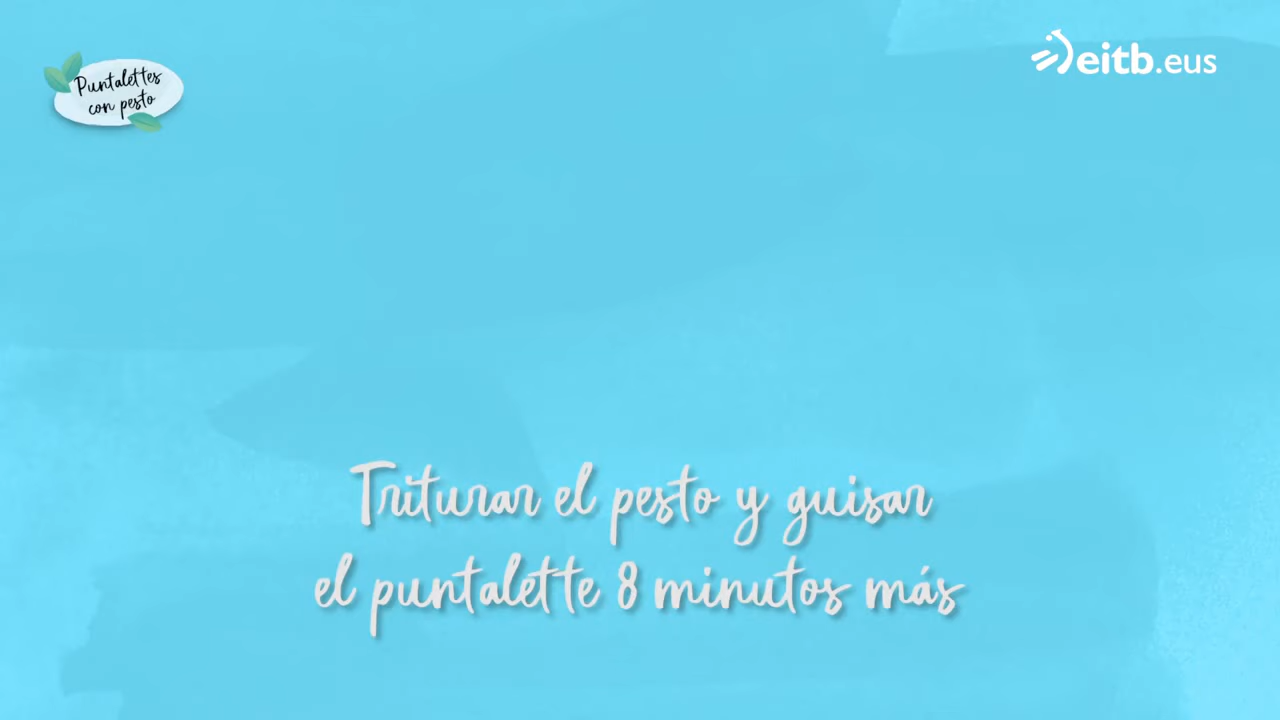 Puntalettes
con pesto
eitb.eus
Triturar el pesto y guisar
el puntalette 8 minutos más